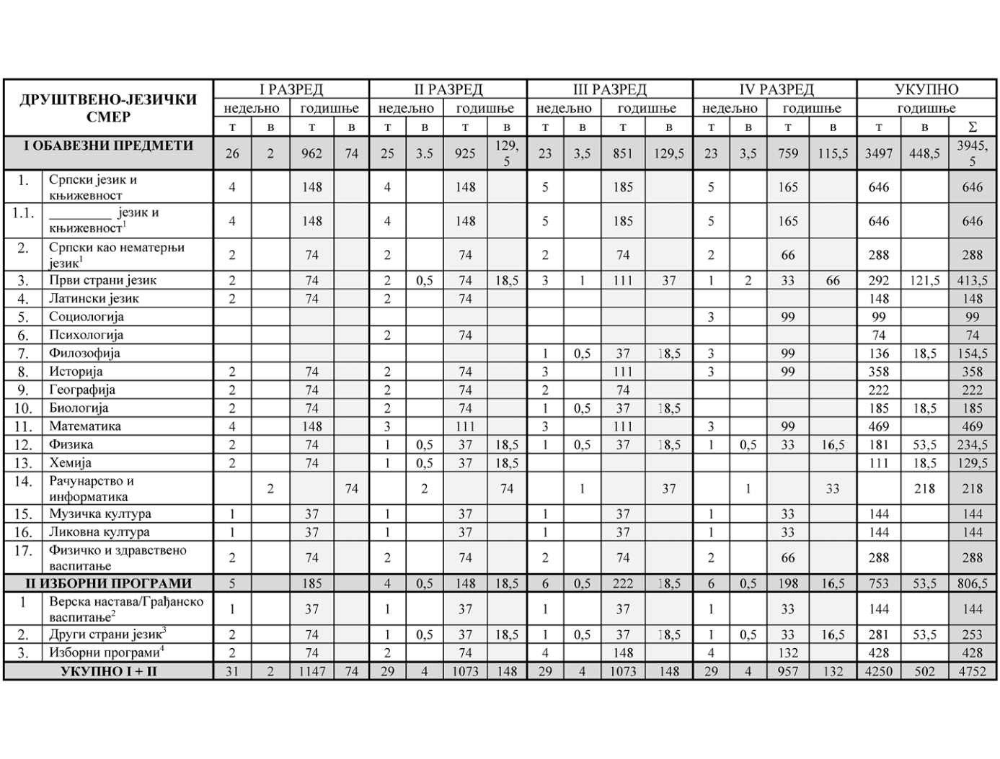 ДРУШТВЕНО-ЈЕЗИЧКИ СМЕР I РАЗРЕД II РАЗРЕД III РАЗРЕД IV РАЗРЕД УКУПНО
недељно годишње недељно годишње недељно годишње недељно годишње годишње
т в т в т в т в т в т в т в т в т в Σ
I ОБАВЕЗНИ ПРЕДМЕТИ 26 2 962 74 25 3.5 925 129,5 23 3,5 851 129,5 23 3,5 759 115,5 3497 448,5 3945,5
1. Српски језик и књижевност 4 148 4 148 5 185 5 165 646 646
1.1. _________ језик и књижевност1 4 148 4 148 5 185 5 165 646 646
2. Српски као нематерњи језик1 2 74 2 74 2 74 2 66 288 288
3. Први страни језик 2 74 2 0,5 74 18,5 3 1 111 37 1 2 33 66 292 121,5 413,5
4. Латински језик 2 74 2 74 148 148
5. Социологија 3 99 99 99
6. Психологија 2 74 74 74
7. Филозофија 1 0,5 37 18,5 3 99 136 18,5 154,5
8. Историја 2 74 2 74 3 111 3 99 358 358
9. Географија 2 74 2 74 2 74 222 222
10. Биологија 2 74 2 74 1 0,5 37 18,5 185 18,5 185
11. Математика 4 148 3 111 3 111 3 99 469 469
12. Физика 2 74 1 0,5 37 18,5 1 0,5 37 18,5 1 0,5 33 16,5 181 53,5 234,5
13. Хемија 2 74 1 0,5 37 18,5 111 18,5 129,5
14. Рачунарство и информатика 2 74 2 74 1 37 1 33 218 218
15. Музичка култура 1 37 1 37 1 37 1 33 144 144
16. Ликовна култура 1 37 1 37 1 37 1 33 144 144
17. Физичко и здравствено васпитање 2 74 2 74 2 74 2 66 288 288
II ИЗБОРНИ ПРОГРАМИ 5 185 4 0,5 148 18,5 6 0,5 222 18,5 6 0,5 198 16,5 753 53,5 806,5
1 Верска настава/Грађанско васпитање2 1 37 1 37 1 37 1 33 144 144
2. Други страни језик3 2 74 1 0,5 37 18,5 1 0,5 37 18,5 1 0,5 33 16,5 281 53,5 253
3. Изборни програми4 2 74 2 74 4 148 4 132 428 428
УКУПНО I + II 31 2 1147 74 29 4 1073 148 29 4 1073 148 29 4 957 132 4250 502 4752